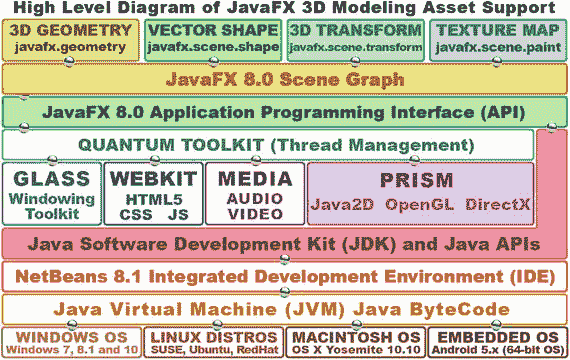 High Level Diagram of JavaFX 3D Modeling Asset Support
3D GEOMETRY
javafx.geometry
VECTOR SHAPE
javafx.scene.shape
3D TRANSFORM
javafx.scene.transform
TEXTURE MAP
javafx.scene.paint
JavaFX 8.0 Scene Graph
JavaFX 8.0 Application Programming Interface (API)
QUANTUM TOOLKIT (Thread Management)
GLASS
Windowing
Toolkit
WEBKIT
HTML5
CSS JS
MEDIA
AUDIO
VIDEO
PRISM
Java2D OpenGL DirectX
Java Software Development Kit (JDK) and Java APIs
NetBeans 8.1 Integrated Development Environment (IDE)
Java Virtual Machine (JVM) Java ByteCode
WINDOWS OS
Windows 7, 8.1 and 10
LINUX DISTROS
SUSE, Ubuntu, RedHat
MACINTOSH OS
OS X Yosemite 10.10
EMBEDDED OS
Android 5.x (64-bit OS)